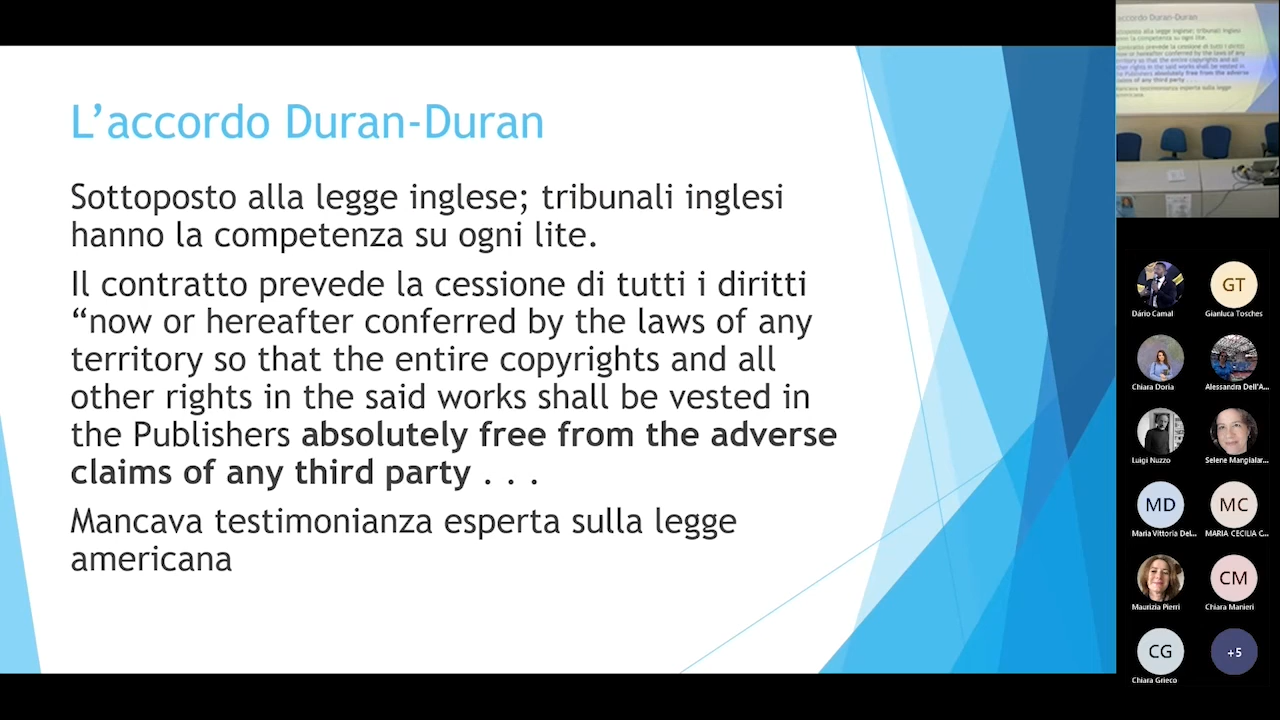 L’accordo Duran-Duran
Sottoposto alla legge inglese; tribunali inglesi
hanno la competenza su ogni lite.
Il contratto prevede la cessione di tutti i diritti
“now or hereafter conferred by the laws of any
territory so that the entire copyrights and all
other rights in the said works shall be vested in
the Publishers absolutely free from the adverse
claims of any third party . . .
Mancava testimonianza esperta sulla legge
americana
accordo Duran-Duran
Dário Camal
GT
Gianluca Tosches
Chiara Doria
Alessandra Dell'A...
Luigi Nuzzo
Selene Mangialar...
MD
Maria Vittoria Del...
MC
MARIA CECILIA C...
Maurizia Pierri
CM
Chiara Manieri
CG
Chiara Grieco
+5